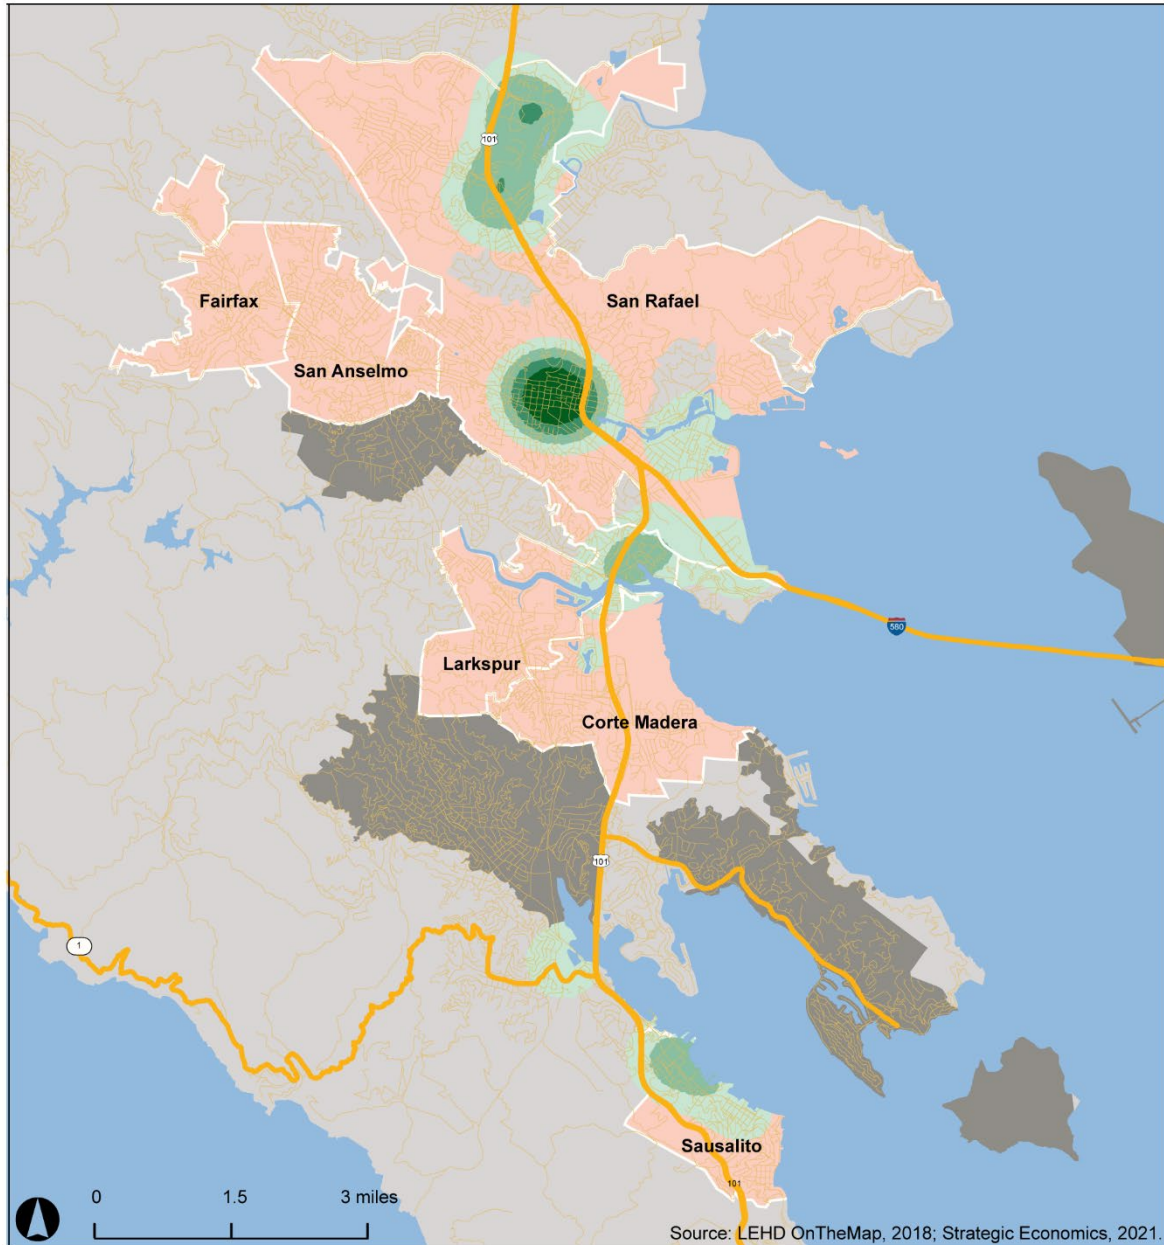 101
Fairfax
San Rafael
San Anselmo
580
Larkspur
Corte Madera
101
1
Sausalito
101
0 1.5 3 miles
Source: LEHD OnTheMap, 2018; Strategic Economics, 2021.